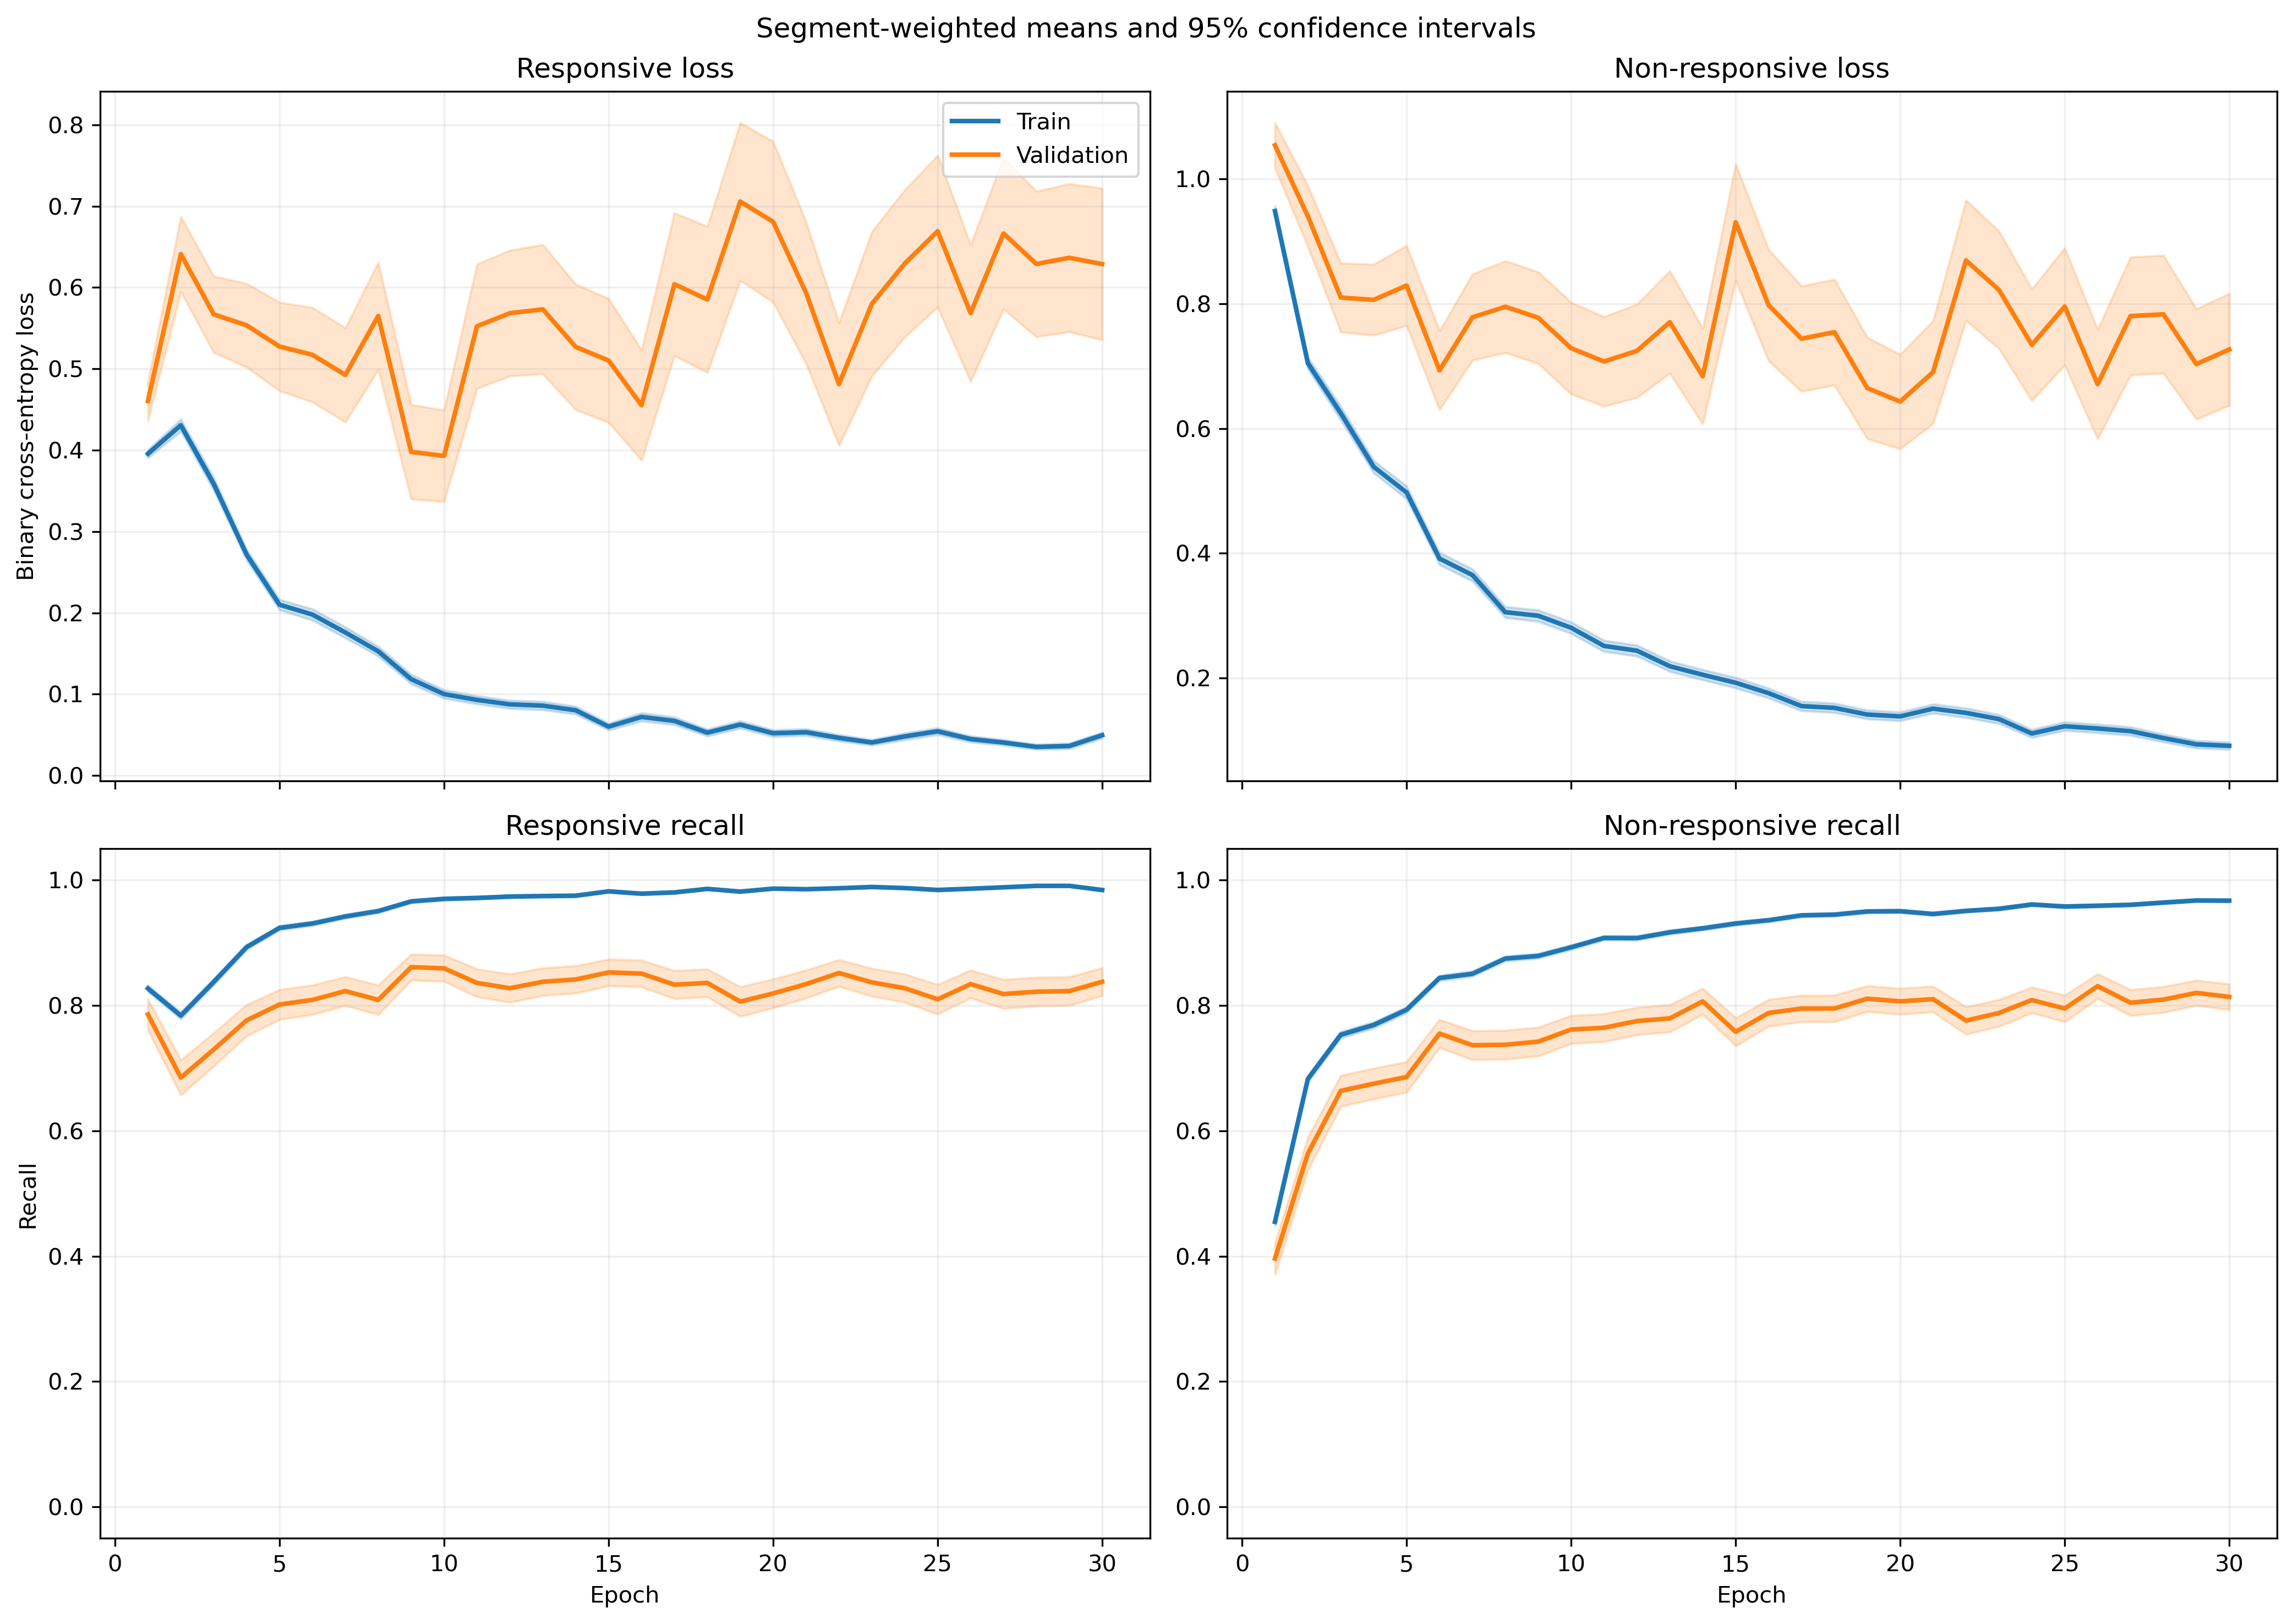 Segment-weighted means and 95% confidence intervals
Responsive loss
Non-responsive loss
Train
Validation
Binary cross-entropy loss
0.8
0.7
0.6
0.5
0.4
0.3
0.2
0.1
0.0
1.0
0.8
0.6
0.4
0.2
Responsive recall
Non-responsive recall
Recall
1.0
0.8
0.6
0.4
0.2
0.0
1.0
0.8
0.6
0.4
0.2
0.0
0 5 10 15 20 25 30
0 5 10 15 20 25 30
Epoch
Epoch